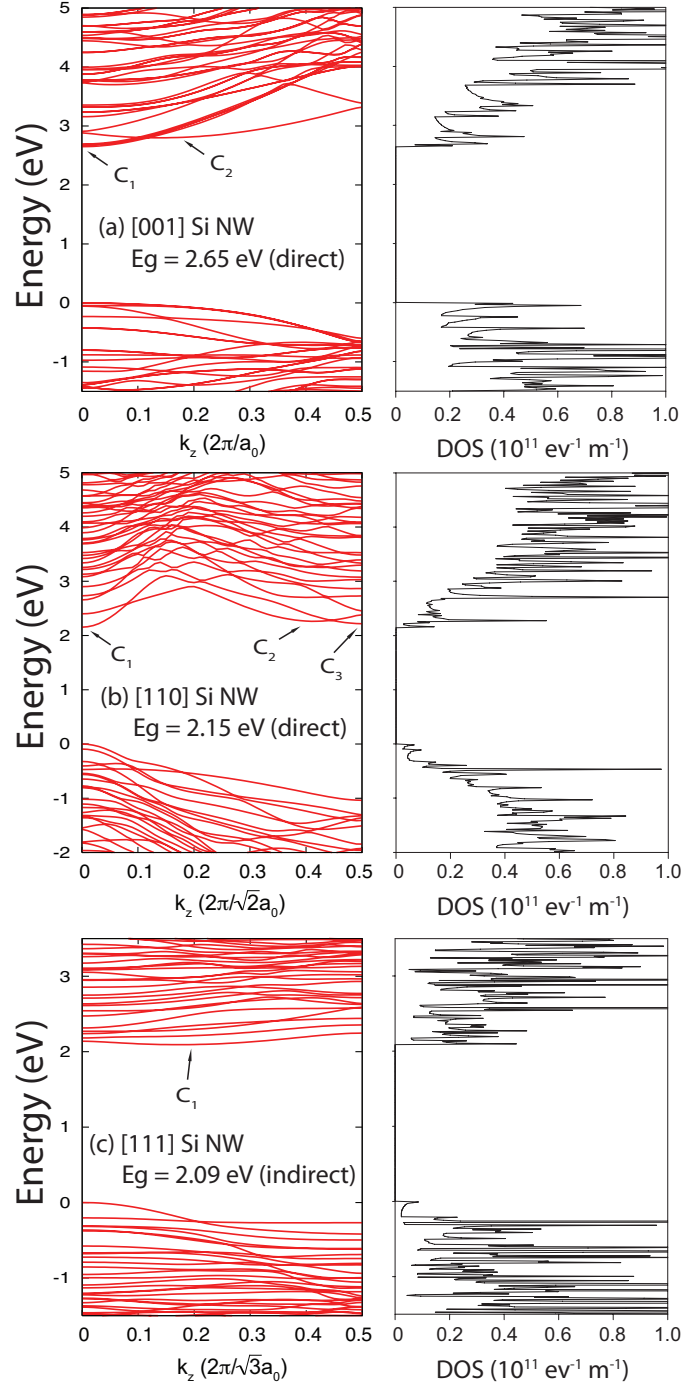 5
4
3
2
1
0
-1
Energy (eV)
C1
C2
(a) [001] Si NW
Eg = 2.65 eV (direct)
0 0.1 0.2 0.3 0.4 0.5
kz (2π/a0)
0 0.2 0.4 0.6 0.8 1.0
DOS (10^11 ev^-1 m^-1)
5
4
3
2
1
0
-1
-2
Energy (eV)
C1
C2
C3
(b) [110] Si NW
Eg = 2.15 eV (direct)
0 0.1 0.2 0.3 0.4 0.5
kz (2π/√2a0)
0 0.2 0.4 0.6 0.8 1.0
DOS (10^11 ev^-1 m^-1)
3
2
1
0
-1
Energy (eV)
C1
(c) [111] Si NW
Eg = 2.09 eV (indirect)
0 0.1 0.2 0.3 0.4 0.5
kz (2π/√3a0)
0 0.2 0.4 0.6 0.8 1.0
DOS (10^11 ev^-1 m^-1)